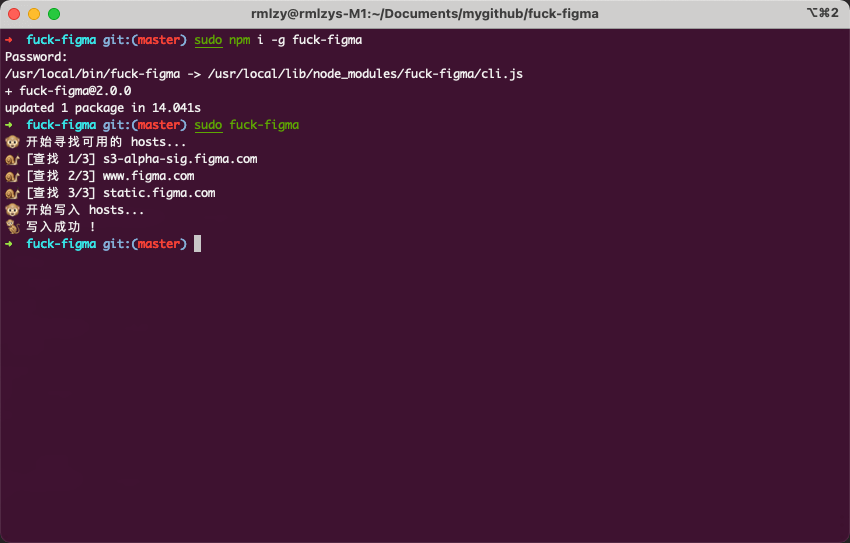 rmlzy@rmlzys-M1:~/Documents/mygithub/fuck-figma
⌥⌘2
➜ fuck-figma git:(master) sudo npm i -g fuck-figma
Password:
/usr/local/bin/fuck-figma -> /usr/local/lib/node_modules/fuck-figma/cli.js
+ fuck-figma@2.0.0
updated 1 package in 14.041s
➜ fuck-figma git:(master) sudo fuck-figma
🐵 开始寻找可用的 hosts...
🐌 [查找 1/3] s3-alpha-sig.figma.com
🐌 [查找 2/3] www.figma.com
🐌 [查找 3/3] static.figma.com
🐵 开始写入 hosts...
🐒 写入成功 !
➜ fuck-figma git:(master)